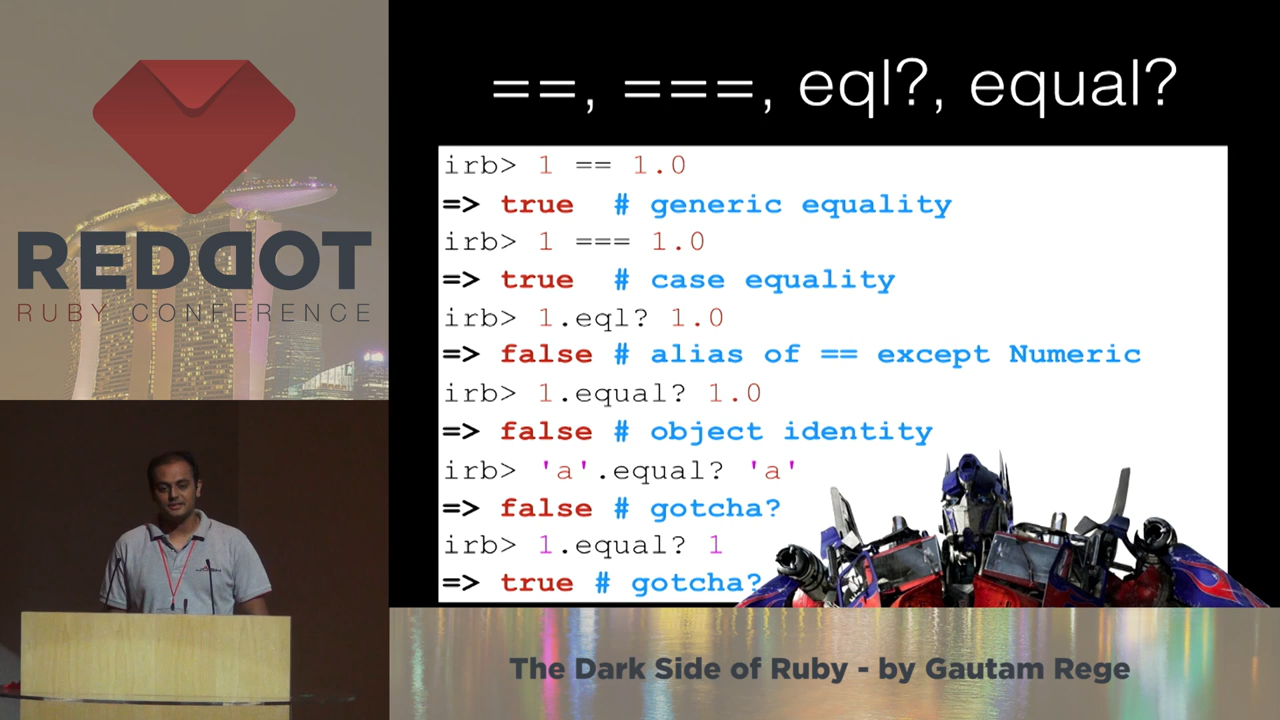 REDDOT
RUBY CONFERENCE
==, ===, eql?, equal?
irb> 1 == 1.0
=> true # generic equality
irb> 1 === 1.0
=> true # case equality
irb> 1.eql? 1.0
=> false # alias of == except Numeric
irb> 1.equal? 1.0
=> false # object identity
irb> 'a'.equal? 'a'
=> false # gotcha?
irb> 1.equal? 1
=> true # gotcha?
The Dark Side of Ruby - by Gautam Rege